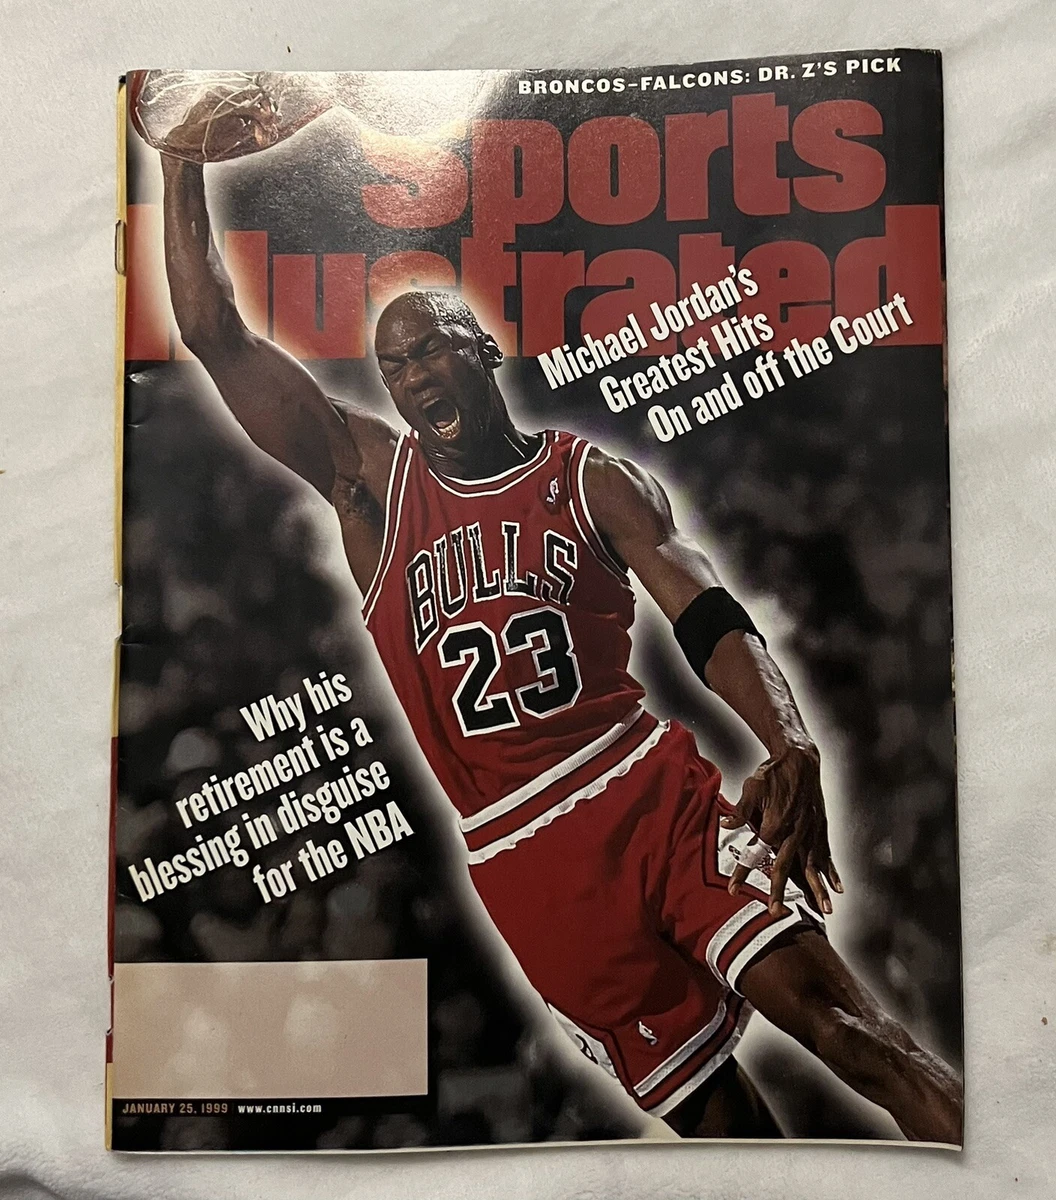 BRONCOS–FALCONS: DR. Z'S PICK
Sports
Illustrated
Michael Jordan's
Greatest Hits
On and off the Court
BULLS
23
Why his
retirement is a
blessing in disguise
for the NBA
JANUARY 25, 1999 www.cnnsi.com